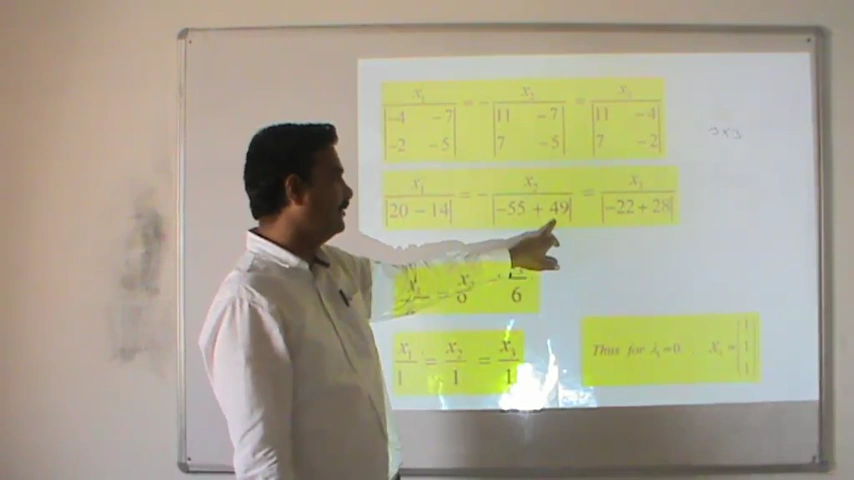 x₁ / |−4 −7; −2 −5| = − x₂ / |11 −7; 7 −5| = x₃ / |11 −4; 7 −2|
3x3
x₁ / |20 − 14| = − x₂ / |−55 + 49| = x₃ / |−22 + 28|
x₁ / 6 = x₂ / 6 = x₃ / 6
x₁ / 1 = x₂ / 1 = x₃ / 1
Thus for λ₁ = 0 X₁ = [1; 1; 1]